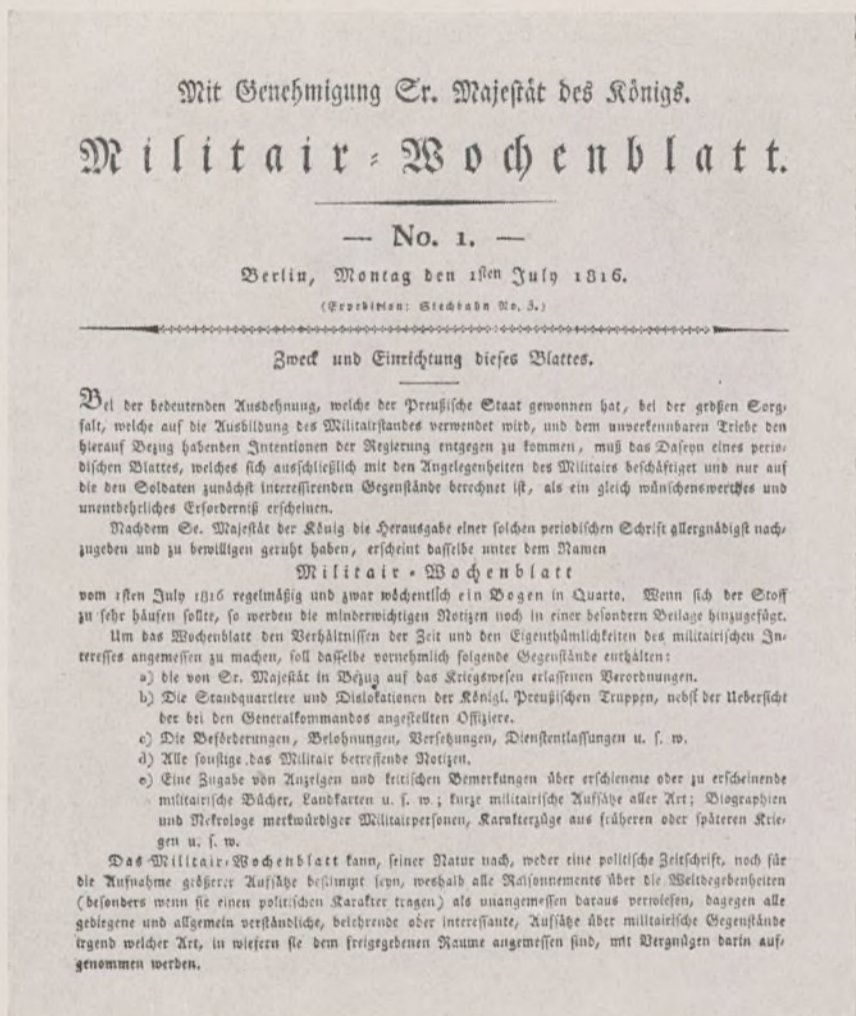 Mit Genehmigung Sr. Majestät des Königs.
Militair-Wochenblatt.
— No. 1. —
Berlin, Montag den 1sten July 1816.
(Expedition: Stechbahn No. 3.)
Zweck und Einrichtung dieses Blattes.
Bei der bedeutenden Ausdehnung, welche der Preußische Staat gewonnen hat, bei der großen Sorg-
falt, welche auf die Ausbildung des Militairstandes verwendet wird, und dem unverkennbaren Triebe den
hierauf Bezug habenden Intentionen der Regierung entgegen zu kommen, muß das Daseyn eines perio-
dischen Blattes, welches sich ausschließlich mit den Angelegenheiten des Militairs beschäftiget und nur auf
die den Soldaten zunächst interessirenden Gegenstände berechnet ist, als ein gleich wünschenswerthes und
unentbehrliches Erforderniß erscheinen.
Nachdem Se. Majestät der König die Herausgabe einer solchen periodischen Schrift allergnädigst nach-
zugeben und zu bewilligen geruht haben, erscheint dasselbe unter dem Namen
Militair-Wochenblatt
vom 1sten July 1816 regelmäßig und zwar wöchentlich ein Bogen in Quarto. Wenn sich der Stoff
zu sehr häufen sollte, so werden die minderwichtigen Notizen noch in einer besondern Beilage hinzugefügt.
Um das Wochenblatt den Verhältnissen der Zeit und den Eigenthümlichkeiten des militairischen In-
teresses angemessen zu machen, soll dasselbe vornehmlich folgende Gegenstände enthalten:
a) die von Sr. Majestät in Bezug auf das Kriegswesen erlassenen Verordnungen.
b) Die Standquartiere und Dislokationen der Königl. Preußischen Truppen, nebst der Uebersicht
der bei den Generalkommandos angestellten Offiziere.
c) Die Beförderungen, Belohnungen, Versetzungen, Dienstentlassungen u. s. w.
d) Alle sonstige das Militair betreffende Notizen.
e) Eine Zugabe von Anzeigen und kritischen Bemerkungen über erschienene oder zu erscheinende
militairische Bücher, Landkarten u. s. w.; kurze militairische Aufsätze aller Art; Biographien
und Nekrologe merkwürdiger Militairpersonen, Karakterzüge aus früheren oder späteren Krie-
gen u. s. w.
Das Militair-Wochenblatt kann, seiner Natur nach, weder eine politische Zeitschrift, noch für
die Aufnahme größerer Aufsätze bestimmt seyn, weshalb alle Raisonnements über die Weltbegebenheiten
(besonders wenn sie einen politischen Karakter tragen) als unangemessen daraus verwiesen, dagegen alle
gediegene und allgemein verständliche, belehrende oder interessante, Aufsätze über militairische Gegenstände
irgend welcher Art, in wiefern sie dem freigegebenen Raume angemessen sind, mit Vergnügen darin auf-
genommen werden.